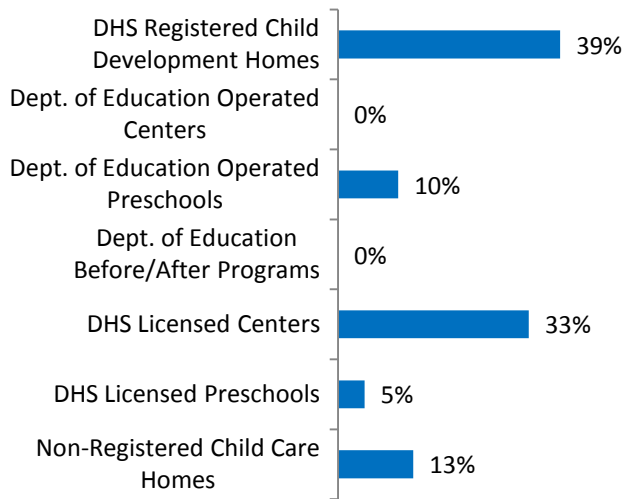 DHS Registered Child
Development Homes
39%
Dept. of Education Operated
Centers
0%
Dept. of Education Operated
Preschools
10%
Dept. of Education
Before/After Programs
0%
DHS Licensed Centers
33%
DHS Licensed Preschools
5%
Non-Registered Child Care
Homes
13%